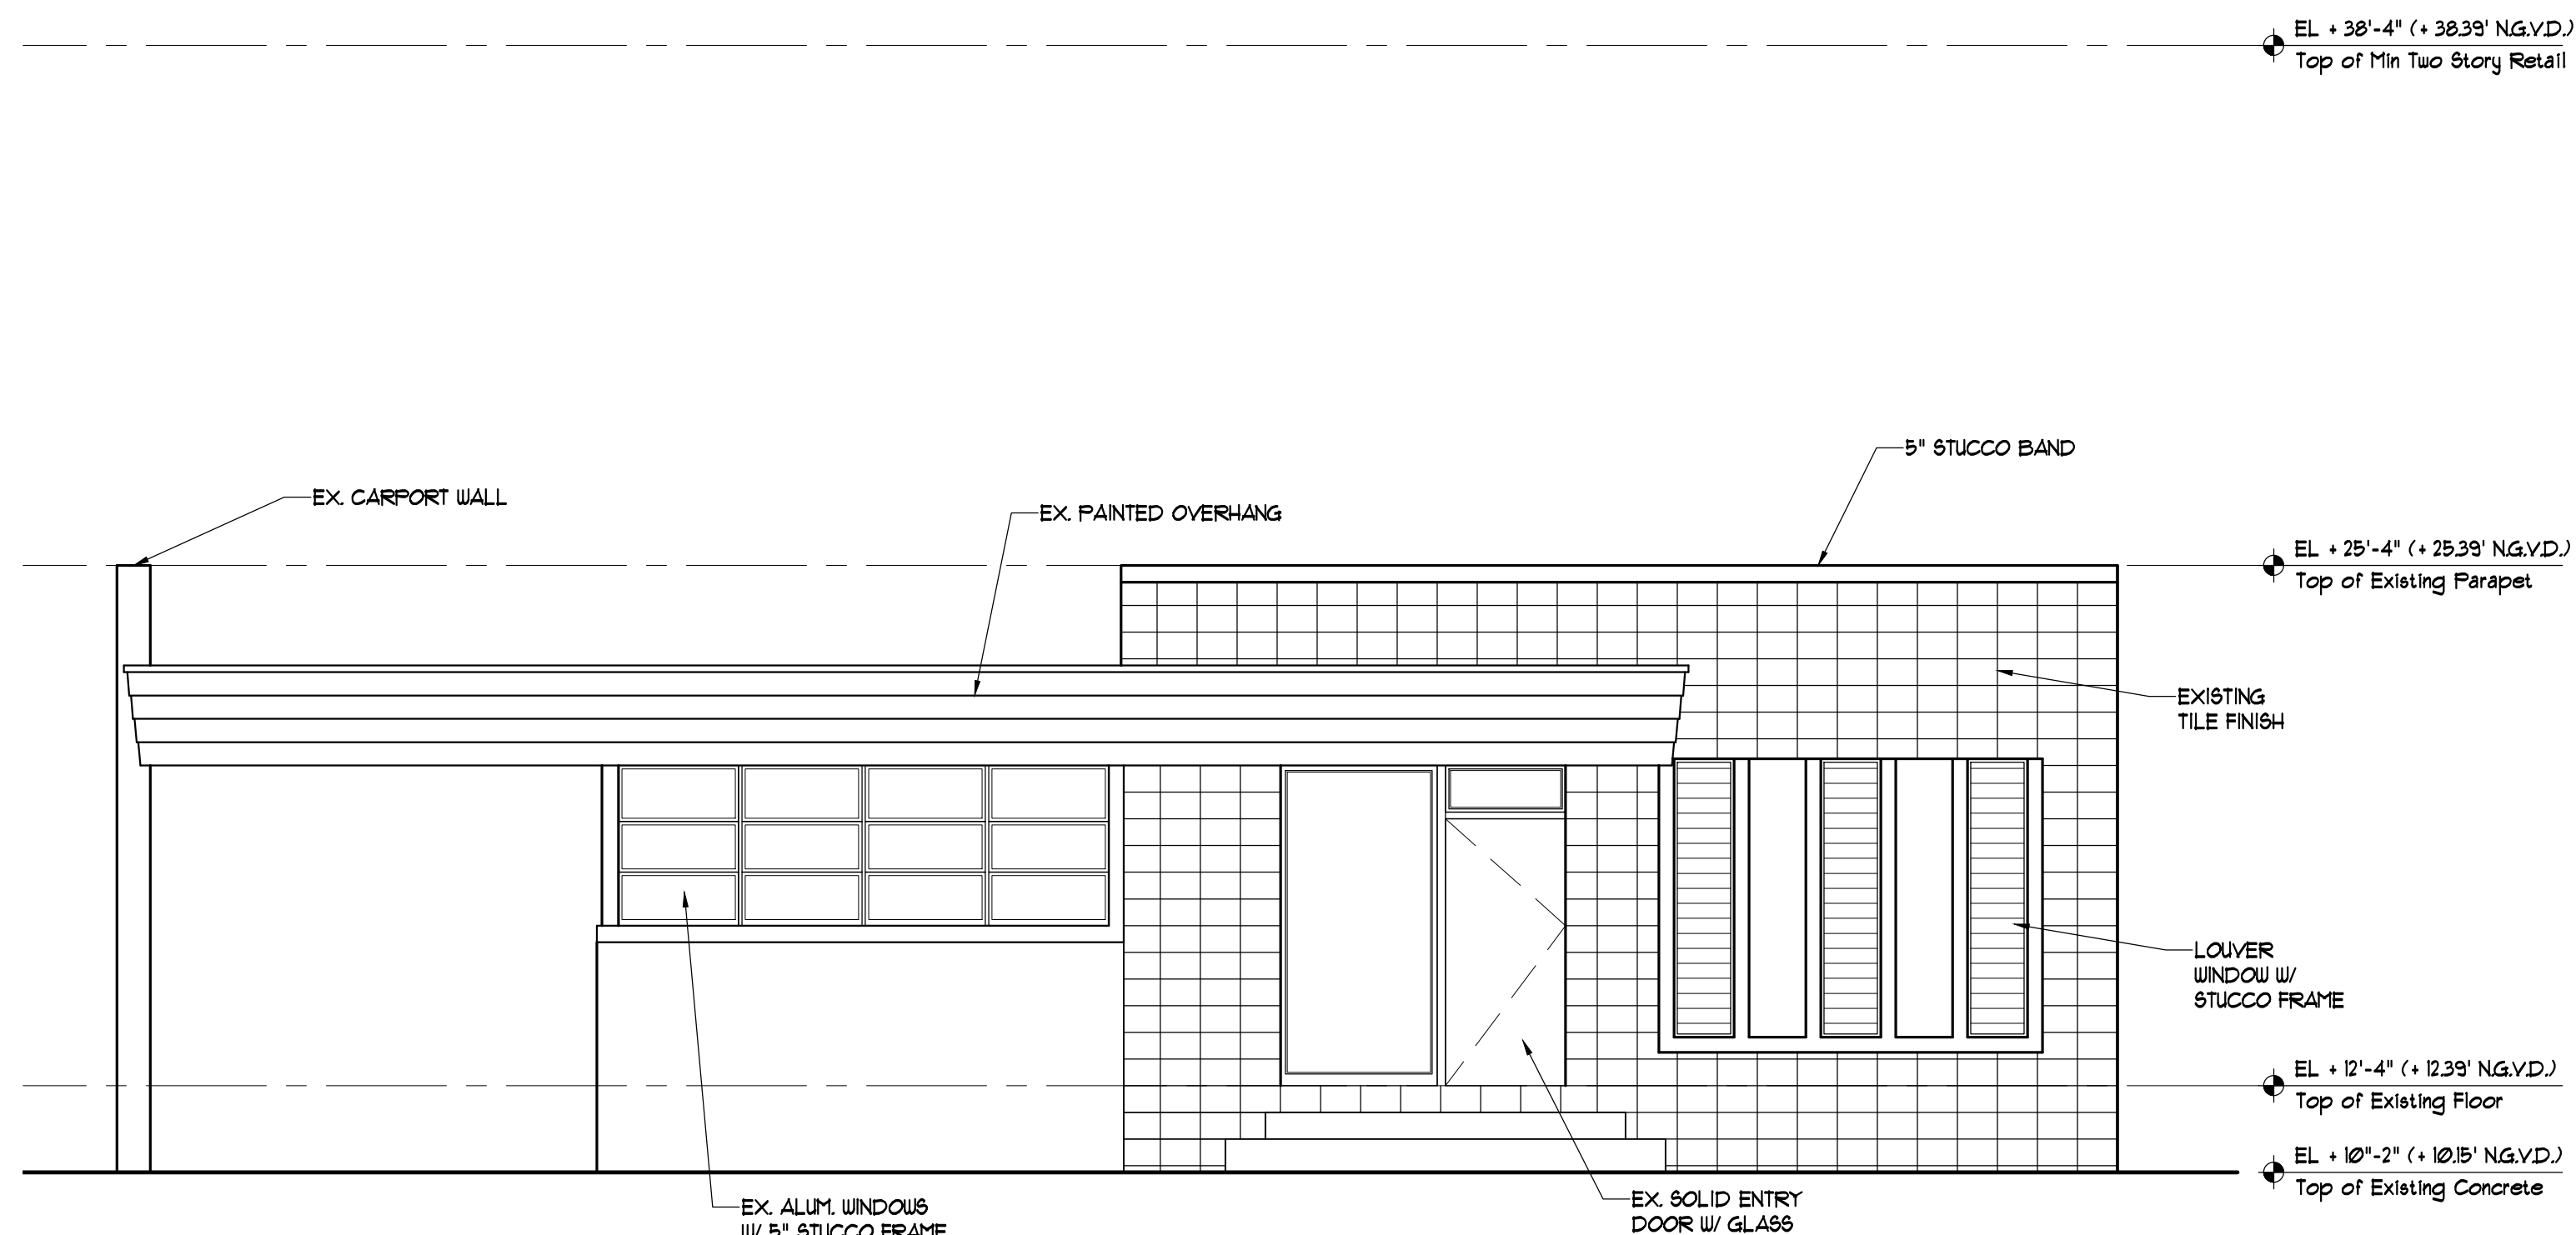 EL + 38'-4" (+ 38.39' N.G.V.D.)
Top of Min Two Story Retail
5" STUCCO BAND
EX. CARPORT WALL
EX. PAINTED OVERHANG
EL + 25'-4" (+ 25.39' N.G.V.D.)
Top of Existing Parapet
EXISTING
TILE FINISH
LOUVER
WINDOW W/
STUCCO FRAME
EL + 12'-4" (+ 12.39' N.G.V.D.)
Top of Existing Floor
EL + 10"-2" (+ 10.15' N.G.V.D.)
Top of Existing Concrete
EX. ALUM. WINDOWS
W/ 5" STUCCO FRAME
EX. SOLID ENTRY
DOOR W/ GLASS